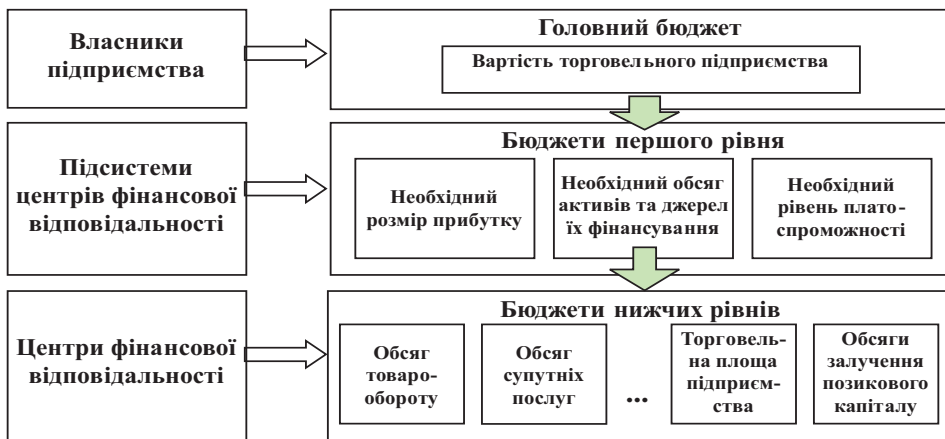 Власники
підприємства
Головний бюджет
Вартість торговельного підприємства
Підсистеми
центрів фінансової
відповідальності
Бюджети першого рівня
Необхідний
розмір прибутку
Необхідний обсяг
активів та джерел
їх фінансування
Необхідний
рівень плато-
спроможності
Центри фінансової
відповідальності
Бюджети нижчих рівнів
Обсяг
товаро-
обороту
Обсяг
супутніх
послуг
...
Торговель-
на площа
підприєм-
ства
Обсяги
залучення
позикового
капіталу